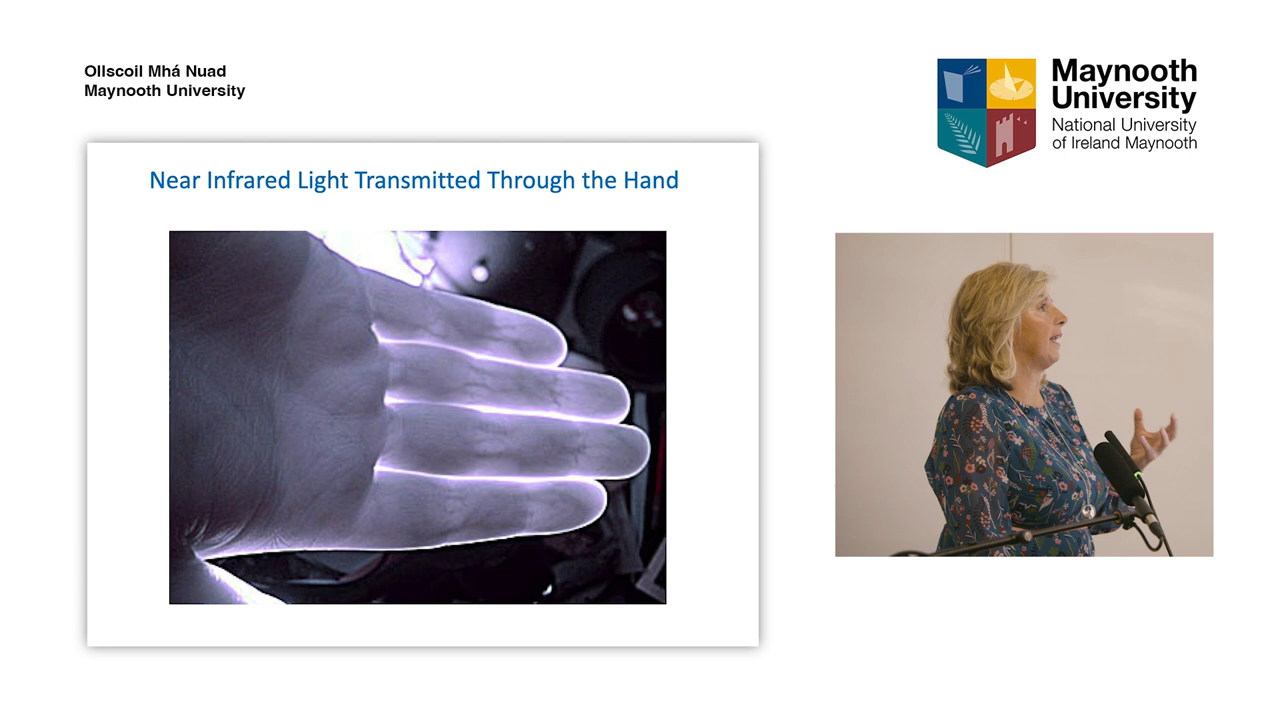 Ollscoil Mhá Nuad
Maynooth University
Maynooth
University
National University
of Ireland Maynooth
Near Infrared Light Transmitted Through the Hand